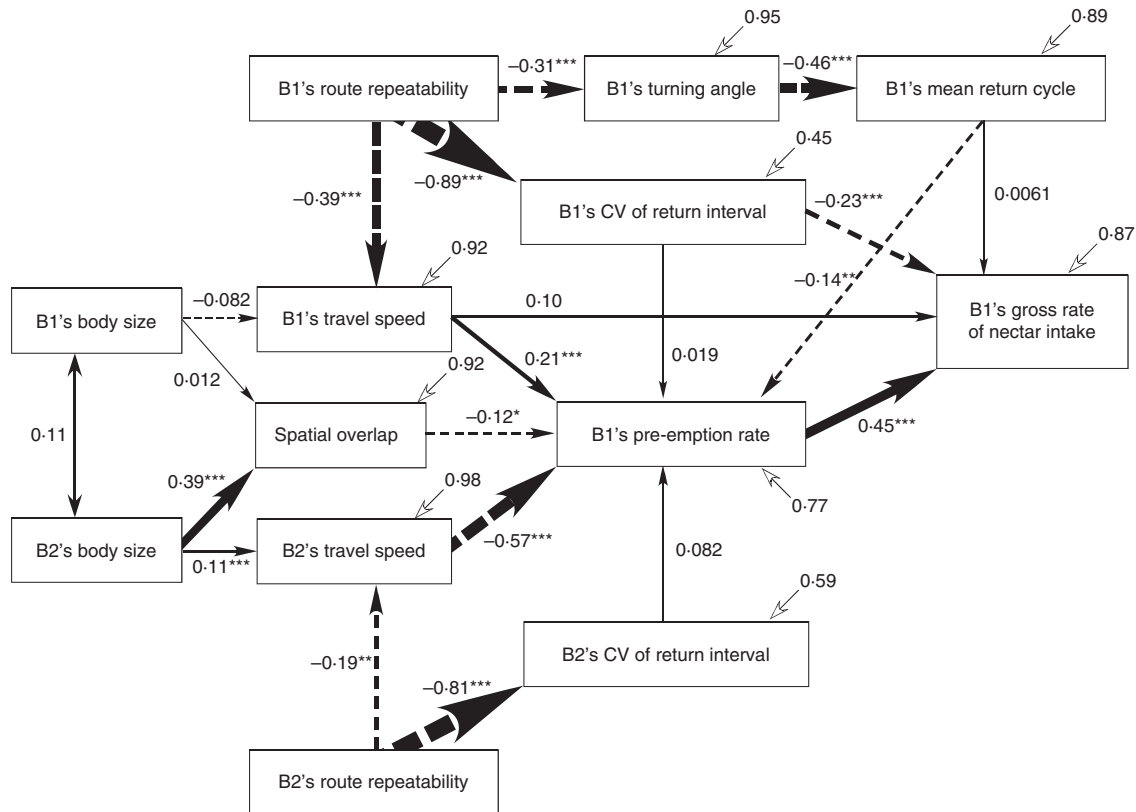 0·95
0·89
B1's route repeatability
−0·31***
B1's turning angle
−0·46***
B1's mean return cycle
0·45
−0·89***
−0·39***
B1's CV of return interval
−0·23***
0·0061
0·87
0·92
−0·14**
B1's body size
−0·082
B1's travel speed
0·10
B1's gross rate
of nectar intake
0·21***
0·019
0·012
0·92
0·11
Spatial overlap
−0·12*
B1's pre-emption rate
0·45***
0·39***
0·98
0·77
B2's body size
0·11***
B2's travel speed
−0·57***
0·082
0·59
−0·19**
B2's CV of return interval
−0·81***
B2's route repeatability